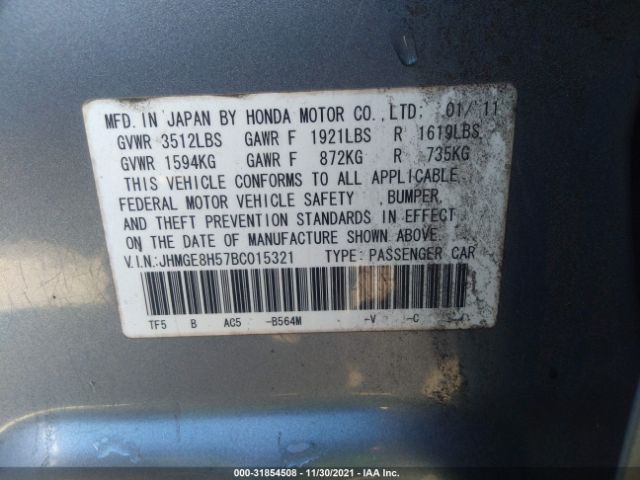 MFD. IN JAPAN BY HONDA MOTOR CO., LTD; 01/11
GVWR 3512LBS GAWR F 1921LBS R 1619LBS
GVWR 1594KG GAWR F 872KG R 735KG
THIS VEHICLE CONFORMS TO ALL APPLICABLE
FEDERAL MOTOR VEHICLE SAFETY, BUMPER,
AND THEFT PREVENTION STANDARDS IN EFFECT
ON THE DATE OF MANUFACTURE SHOWN ABOVE.
V.I.N.:JHMGE8H57BC015321 TYPE: PASSENGER CAR
TF5 B AC5 -B564M -V -C
000-31854508 - 11/30/2021 - IAA Inc.